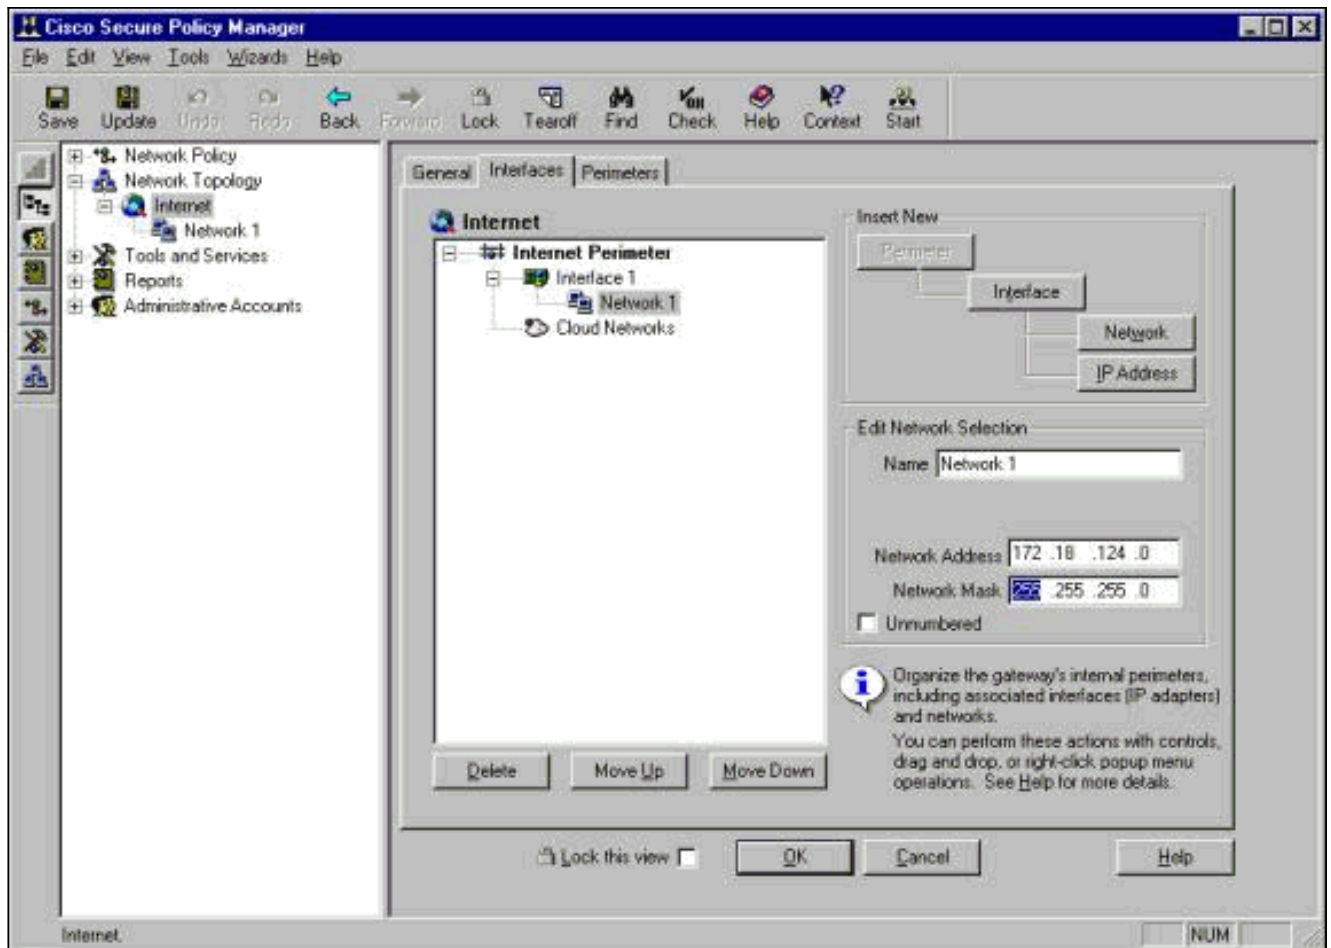 Cisco Secure Policy Manager
File Edit View Tools Wizards Help
Save Update Undo Redo Back Forward Lock Tearoff Find Check Help Context Start
Network Policy
Network Topology
Internet
Network 1
Tools and Services
Reports
Administrative Accounts
General Interfaces Perimeters
Internet
Internet Perimeter
Interface 1
Network 1
Cloud Networks
Delete Move Up Move Down
Insert New
Perimeter
Interface
Network
IP Address
Edit Network Selection
Name Network 1
Network Address 172 .18 .124 .0
Network Mask 255 .255 .255 .0
Unnumbered
Organize the gateway's internal perimeters,
including associated interfaces (IP adapters)
and networks.
You can perform these actions with controls,
drag and drop, or right-click popup menu
operations. See Help for more details.
Lock this view OK Cancel Help
Internet. NUM